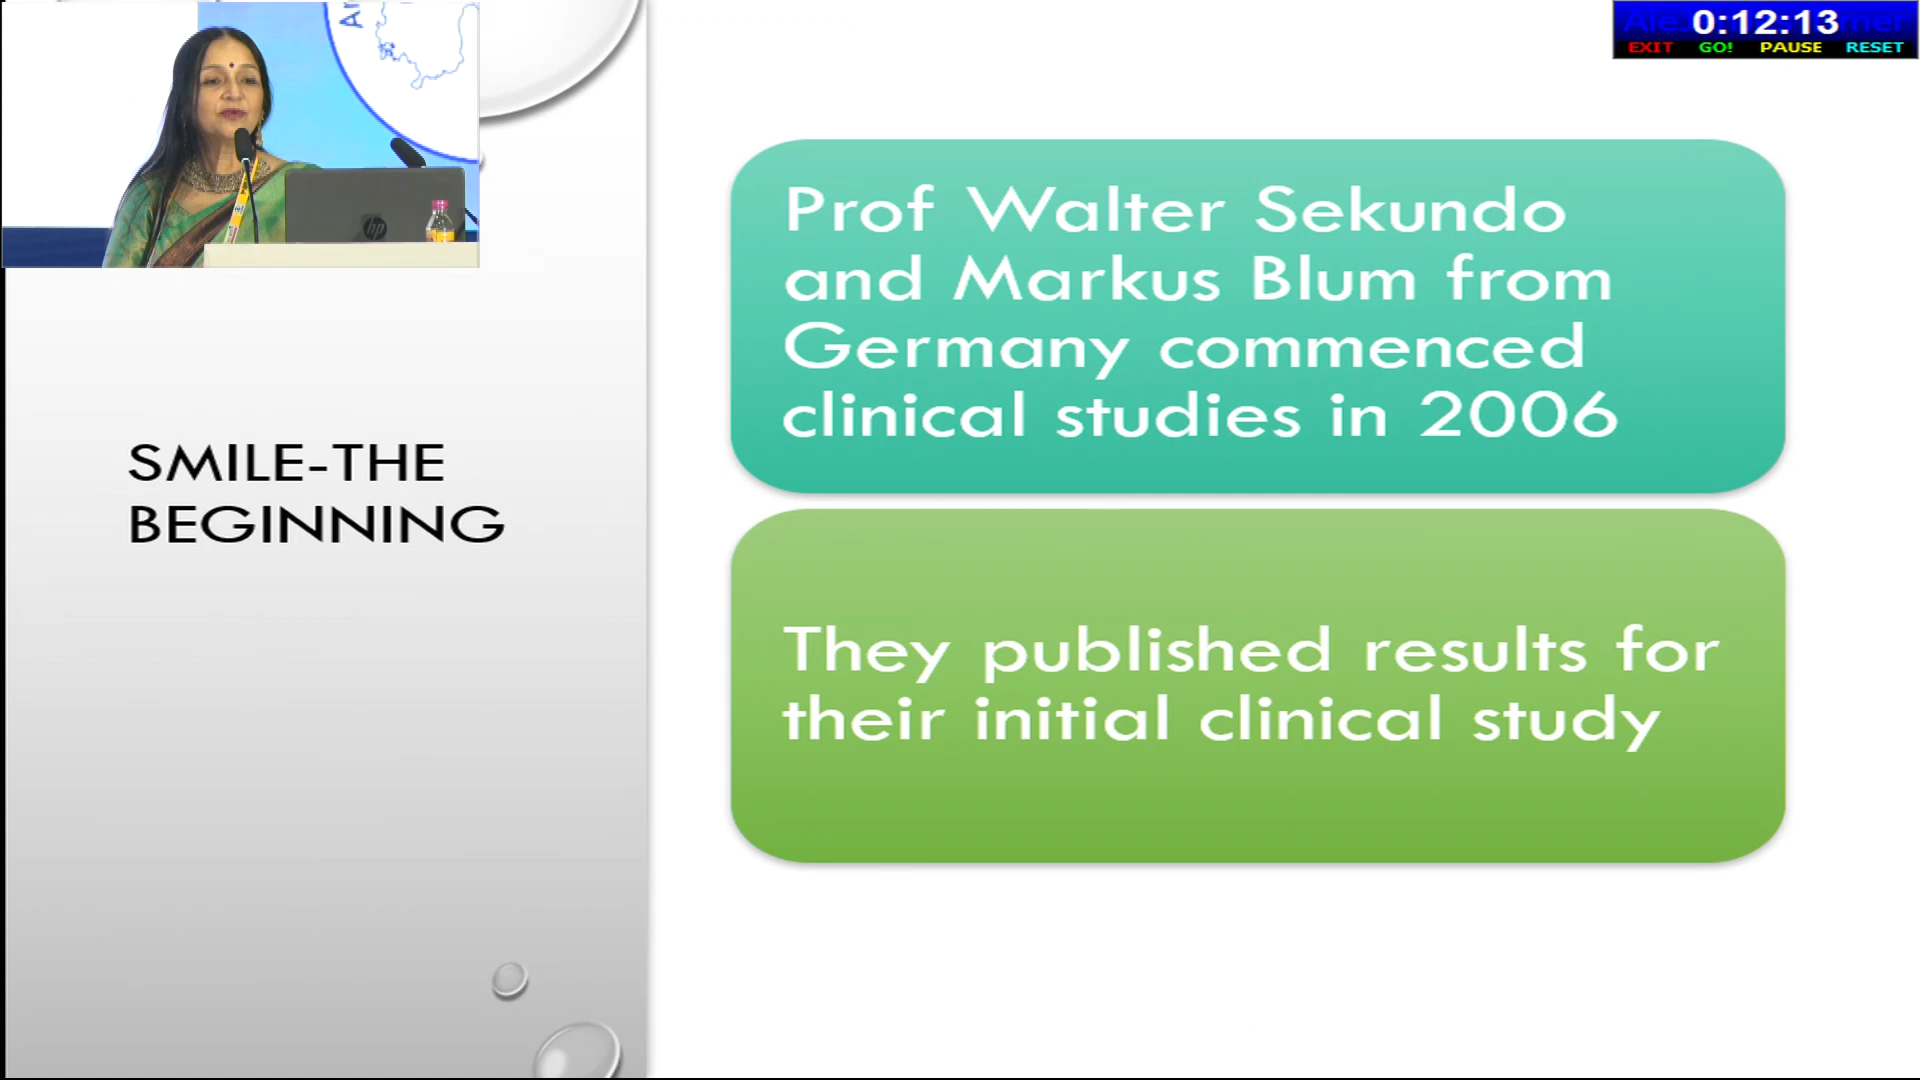 0:12:13
EXIT GO! PAUSE RESET
Prof Walter Sekundo
and Markus Blum from
Germany commenced
clinical studies in 2006
SMILE-THE
BEGINNING
They published results for
their initial clinical study
hp